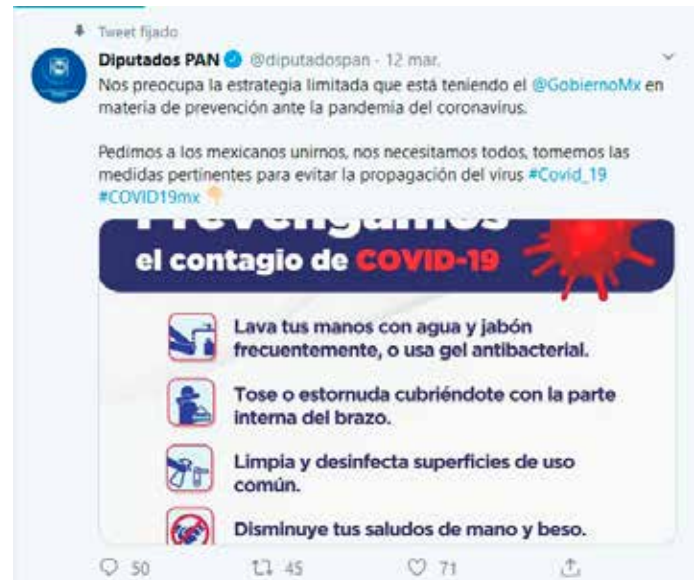 Tweet fijado
Diputados PAN @diputadospan · 12 mar.
Nos preocupa la estrategia limitada que está teniendo el @GobiernoMx en
materia de prevención ante la pandemia del coronavirus.
Pedimos a los mexicanos unirnos, nos necesitamos todos, tomemos las
medidas pertinentes para evitar la propagación del virus #Covid_19
#COVID19mx
Prevengamos
el contagio de COVID-19
Lava tus manos con agua y jabón
frecuentemente, o usa gel antibacterial.
Tose o estornuda cubriéndote con la parte
interna del brazo.
Limpia y desinfecta superficies de uso
común.
Disminuye tus saludos de mano y beso.
50 45 71